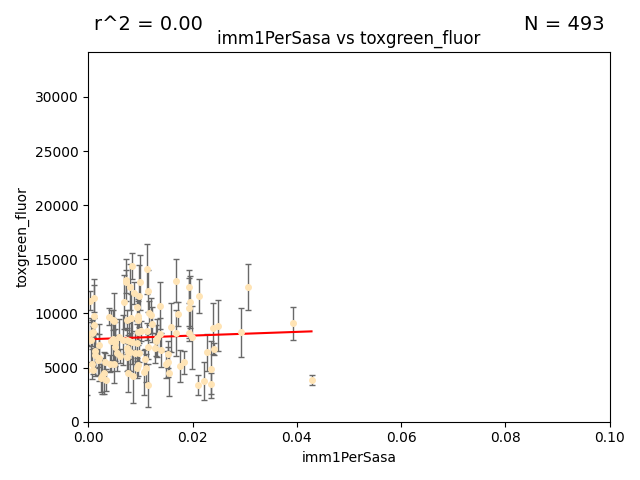 r^2 = 0.00
N = 493
imm1PerSasa vs toxgreen_fluor
toxgreen_fluor
30000
25000
20000
15000
10000
5000
0
0.00
0.02
0.04
0.06
0.08
0.10
imm1PerSasa